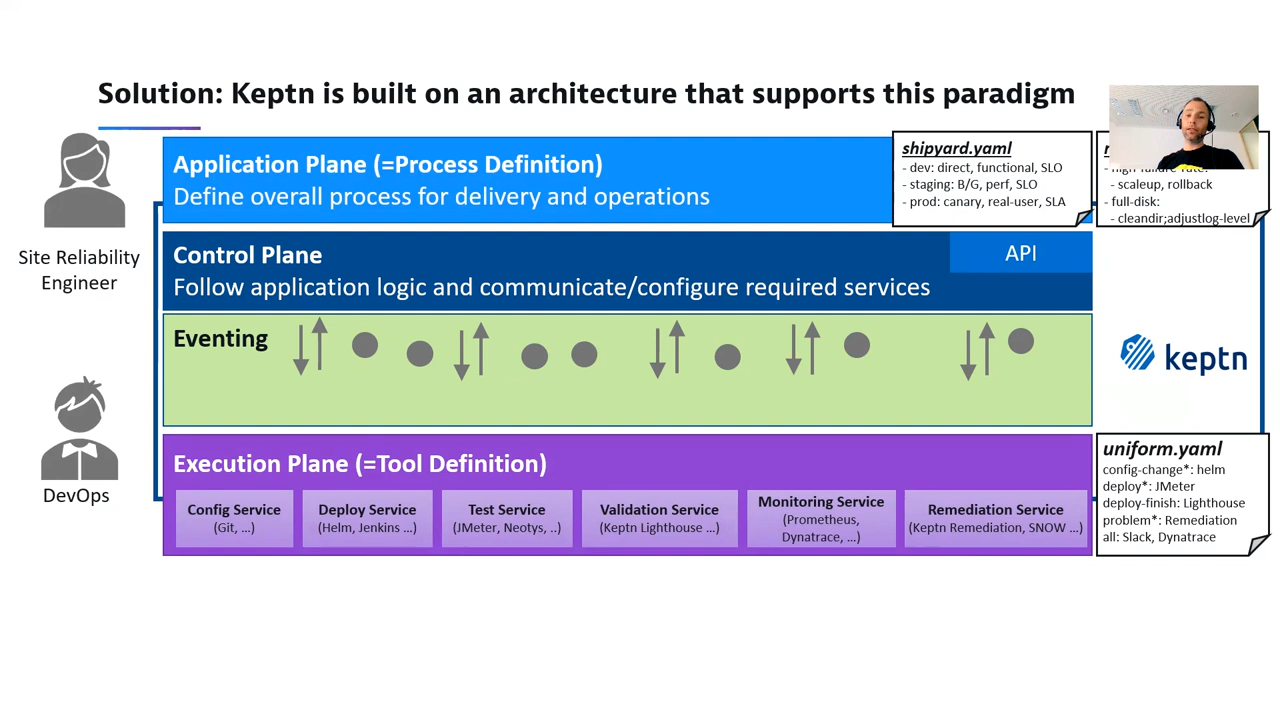 Solution: Keptn is built on an architecture that supports this paradigm
Application Plane (=Process Definition)
Define overall process for delivery and operations
shipyard.yaml
- dev: direct, functional, SLO
- staging: B/G, perf, SLO
- prod: canary, real-user, SLA
- scaleup, rollback
- full-disk:
- cleandir;adjustlog-level
Site Reliability
Engineer
Control Plane
Follow application logic and communicate/configure required services
API
Eventing
keptn
DevOps
Execution Plane (=Tool Definition)
Config Service
(Git, ...)
Deploy Service
(Helm, Jenkins ...)
Test Service
(JMeter, Neotys, ..)
Validation Service
(Keptn Lighthouse ...)
Monitoring Service
(Prometheus,
Dynatrace, ...)
Remediation Service
(Keptn Remediation, SNOW ...)
uniform.yaml
config-change*: helm
deploy*: JMeter
deploy-finish: Lighthouse
problem*: Remediation
all: Slack, Dynatrace